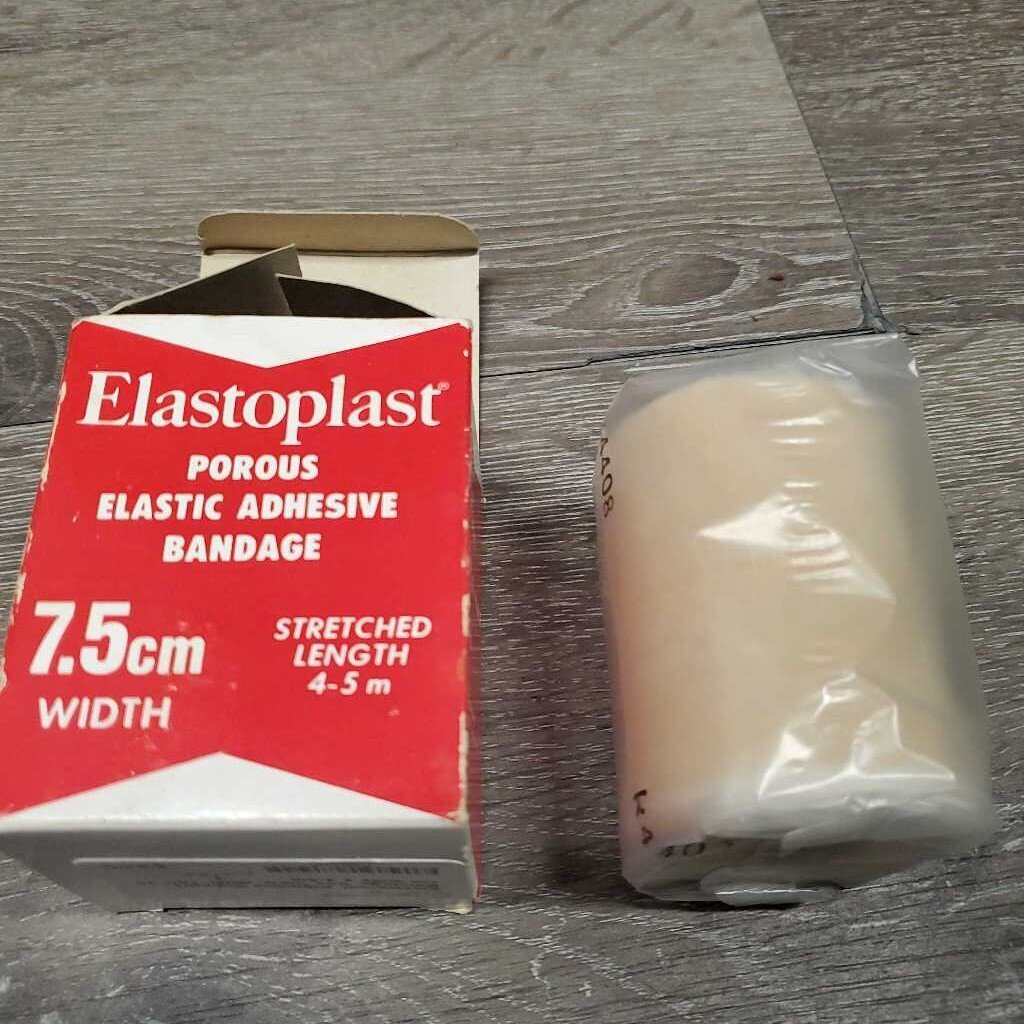 Elastoplast®
POROUS
ELASTIC ADHESIVE
BANDAGE
7.5cm
WIDTH
STRETCHED
LENGTH
4-5 m